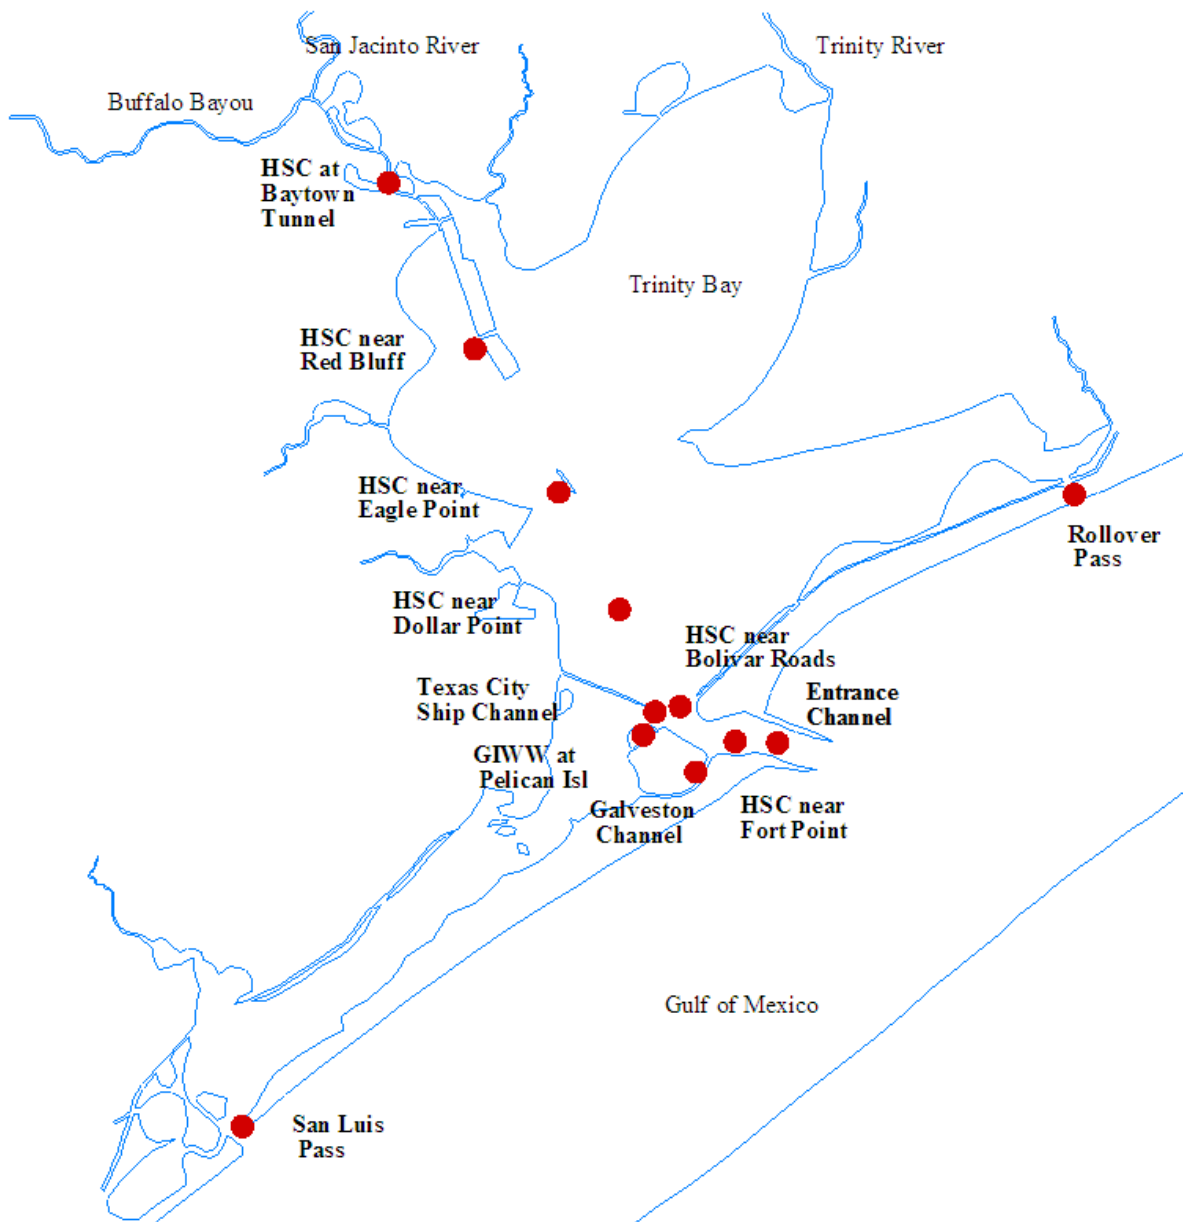 San Jacinto River
Trinity River
Buffalo Bayou
HSC at
Baytown
Tunnel
Trinity Bay
HSC near
Red Bluff
HSC near
Eagle Point
Rollover
Pass
HSC near
Dollar Point
HSC near
Bolivar Roads
Texas City
Ship Channel
Entrance
Channel
GIWW at
Pelican Isl
Galveston
Channel
HSC near
Fort Point
Gulf of Mexico
San Luis
Pass